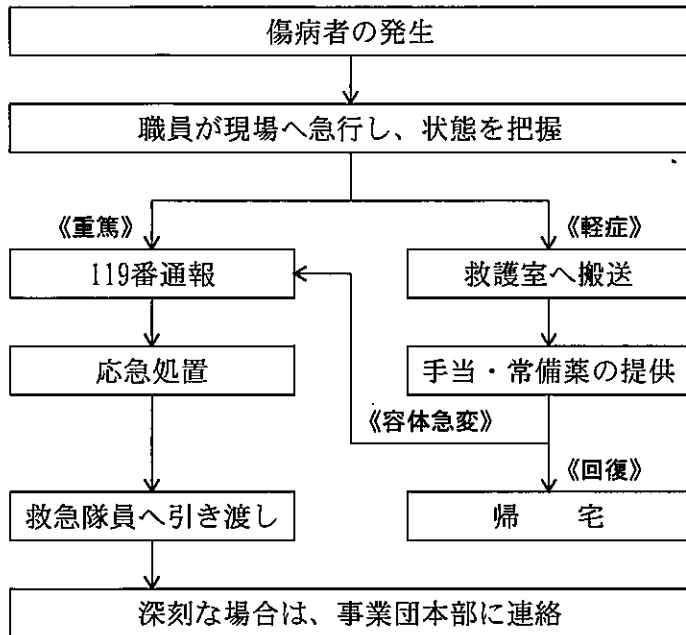 傷病者の発生
職員が現場へ急行し、状態を把握
《重篤》
《軽症》
119番通報
救護室へ搬送
応急処置
手当・常備薬の提供
《容体急変》
《回復》
救急隊員へ引き渡し
帰　　宅
深刻な場合は、事業団本部に連絡